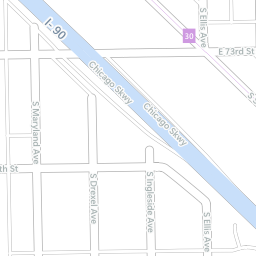 I- 90
S Ellis Ave
30
E 73rd St
Chicago Skwy
Chicago Skwy
S S
S Maryland Ave
th St
S Drexel Ave
S Ingleside Ave
S Ellis Ave